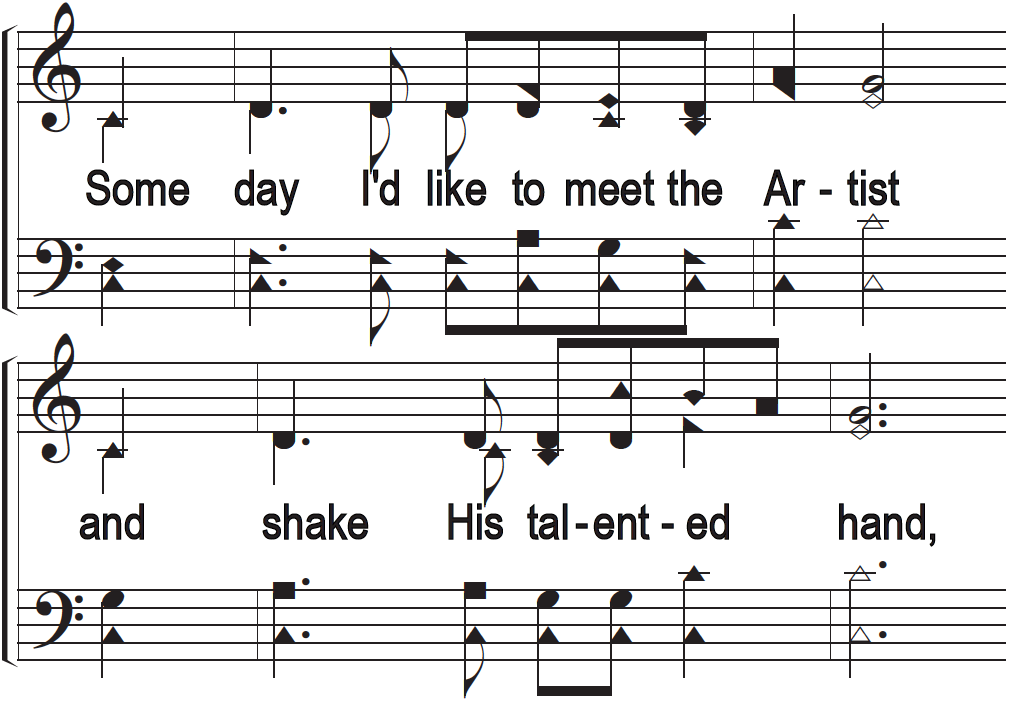 Some day I'd like to meet the Ar - tist
and shake His tal - ent - ed hand,